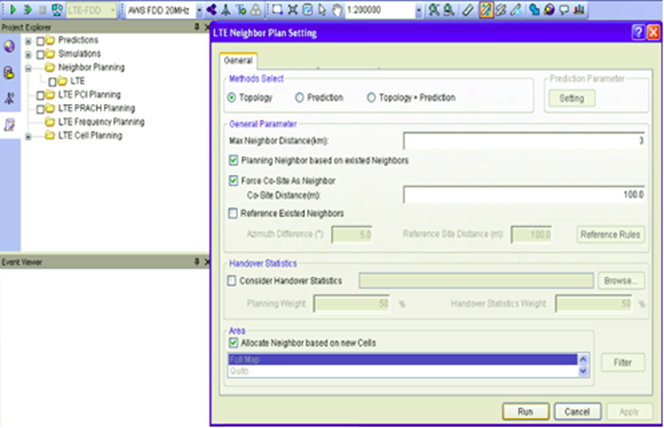 LTE-FDD AWS FDD 20MHz 1:200000
Project Explorer
Predictions
Simulations
Neighbor Planning
LTE
LTE PCI Planning
LTE PRACH Planning
LTE Frequency Planning
LTE Cell Planning
Event Viewer
LTE Neighbor Plan Setting
General
Methods Select
Topology Prediction Topology + Prediction
Prediction Parameter
Setting
General Parameter
Max Neighbor Distance(km): 3
Planning Neighbor based on existed Neighbors
Force Co-Site As Neighbor
Co-Site Distance(m): 100.0
Reference Existed Neighbors
Azimuth Difference (°): 5.0 Reference Site Distance (m): 100.0 Reference Rules
Handover Statistics
Consider Handover Statistics Browse...
Planning Weight: 50 % Handover Statistics Weight: 50 %
Area
Allocate Neighbor based on new Cells
Full Map
Quito
Filter
Run Cancel Apply